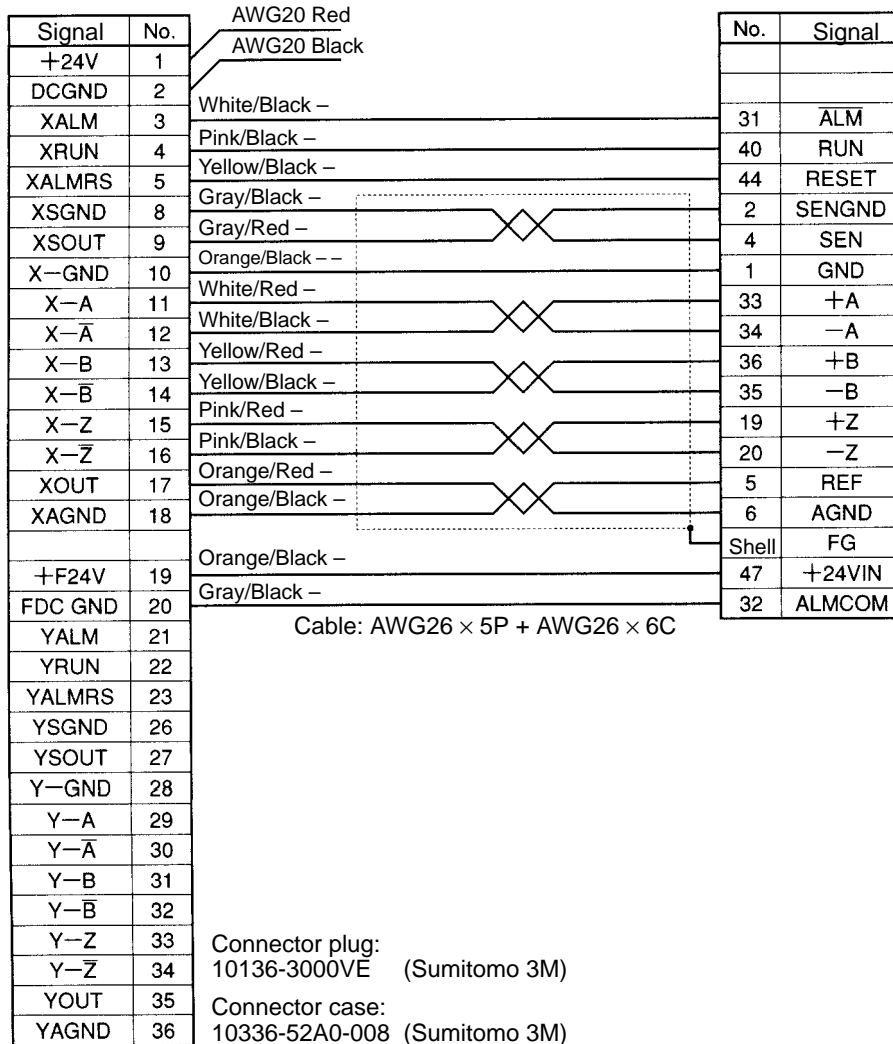 AWG20 Red
AWG20 Black
Signal No.
+24V 1
DCGND 2
XALM 3
XRUN 4
XALMRS 5
XSGND 8
XSOUT 9
X-GND 10
X-A 11
X-A̅ 12
X-B 13
X-B̅ 14
X-Z 15
X-Z̅ 16
XOUT 17
XAGND 18
+F24V 19
FDC GND 20
YALM 21
YRUN 22
YALMRS 23
YSGND 26
YSOUT 27
Y-GND 28
Y-A 29
Y-A̅ 30
Y-B 31
Y-B̅ 32
Y-Z 33
Y-Z̅ 34
YOUT 35
YAGND 36
White/Black –
Pink/Black –
Yellow/Black –
Gray/Black –
Gray/Red –
Orange/Black – –
White/Red –
White/Black –
Yellow/Red –
Yellow/Black –
Pink/Red –
Pink/Black –
Orange/Red –
Orange/Black –
Orange/Black –
Gray/Black –
No. Signal
31 A̅L̅M̅
40 RUN
44 RESET
2 SENGND
4 SEN
1 GND
33 +A
34 -A
36 +B
35 -B
19 +Z
20 -Z
5 REF
6 AGND
Shell FG
47 +24VIN
32 ALMCOM
Cable: AWG26 × 5P + AWG26 × 6C
Connector plug:
10136-3000VE (Sumitomo 3M)
Connector case:
10336-52A0-008 (Sumitomo 3M)